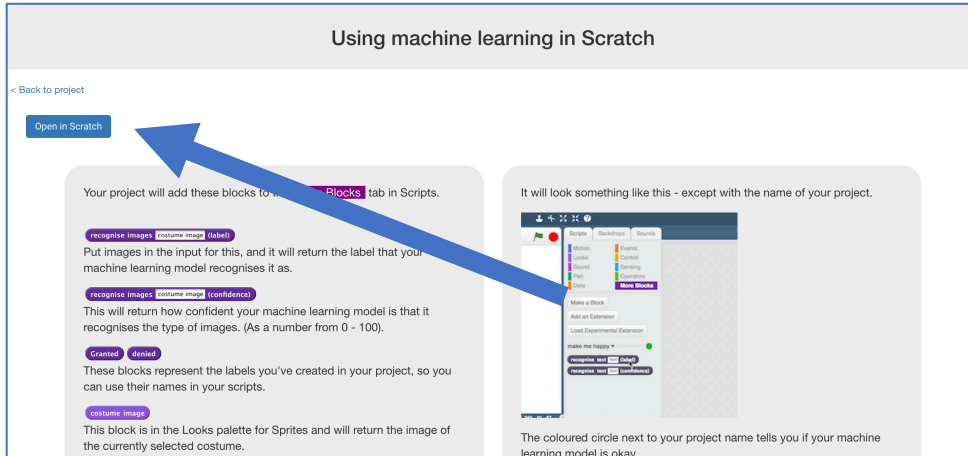 Using machine learning in Scratch
< Back to project
Open in Scratch
Your project will add these blocks to Blocks tab in Scripts.
recognise images costume image (label)
Put images in the input for this, and it will return the label that your
machine learning model recognises it as.
recognise images costume image (confidence)
This will return how confident your machine learning model is that it
recognises the type of images. (As a number from 0 - 100).
Granted denied
These blocks represent the labels you've created in your project, so you
can use their names in your scripts.
costume image
This block is in the Looks palette for Sprites and will return the image of
the currently selected costume.
It will look something like this - except with the name of your project.
Scripts Backdrops Sounds
Motion Events
Looks Control
Sound Sensing
Pen Operators
Data More Blocks
Make a Block
Add an Extension
Load Experimental Extension
make me happy
recognise text text (label)
recognise text text (confidence)
The coloured circle next to your project name tells you if your machine
learning model is okay